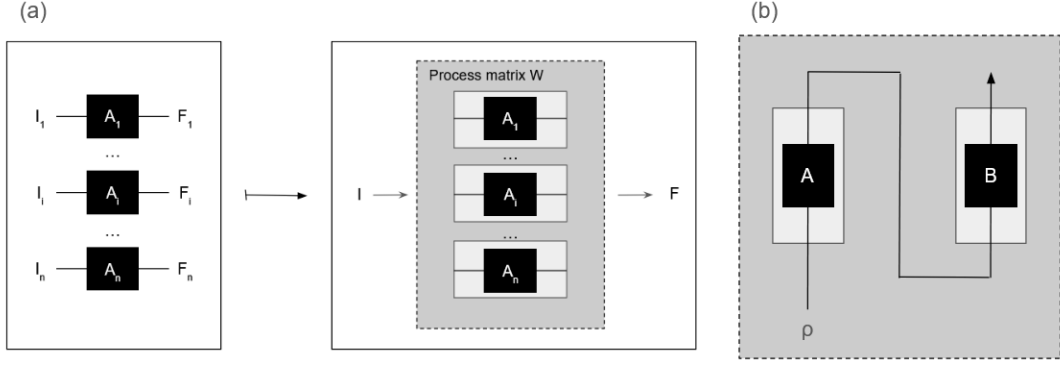 (a)
I₁ A₁ F₁
...
Iᵢ Aᵢ Fᵢ
...
Iₙ Aₙ Fₙ
Process matrix W
A₁
...
I Aᵢ F
...
Aₙ
(b)
A B
ρ